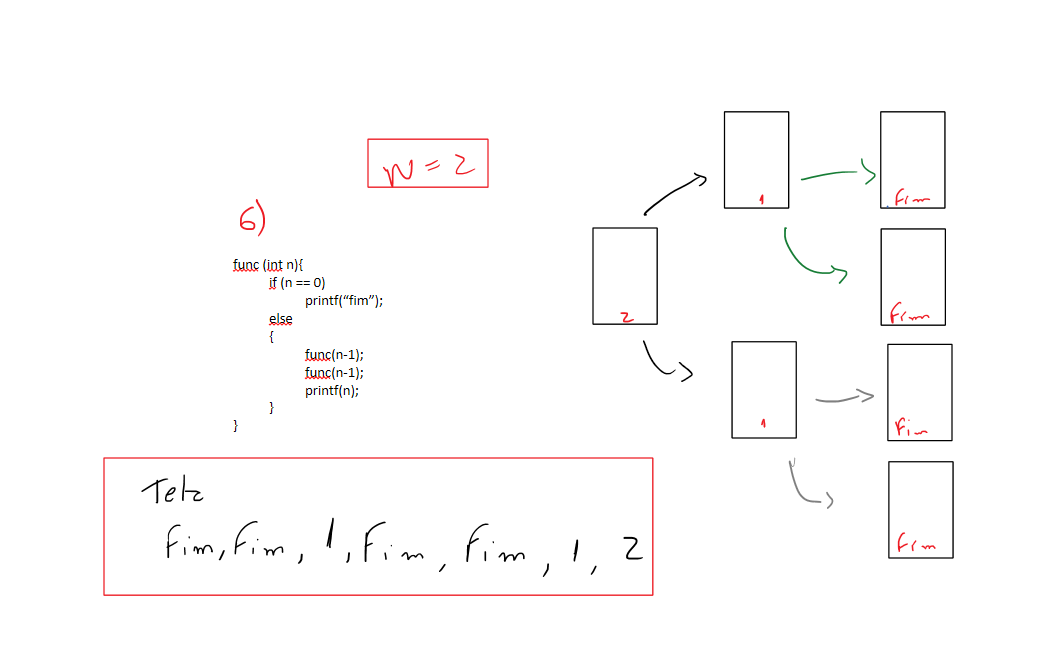 N = 2
6)
func (int n){
if (n == 0)
printf(“fim”);
else
{
func(n-1);
func(n-1);
printf(n);
}
}
2
1
fim
fim
1
fim
fim
Tela
fim, fim, 1, fim, fim, 1, 2